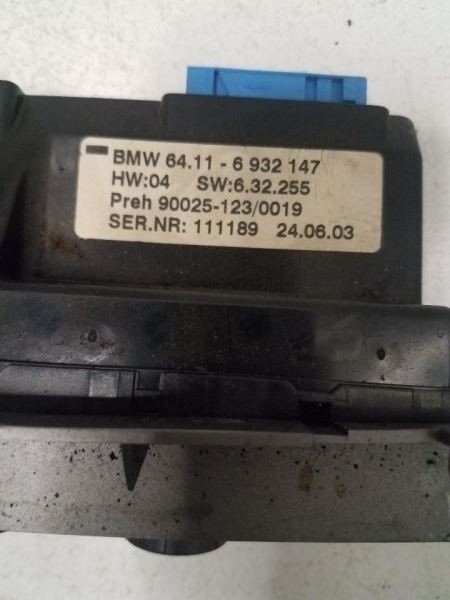 BMW 64.11 - 6 932 147
HW:04 SW:6.32.255
Preh 90025-123/0019
SER.NR: 111189 24.06.03